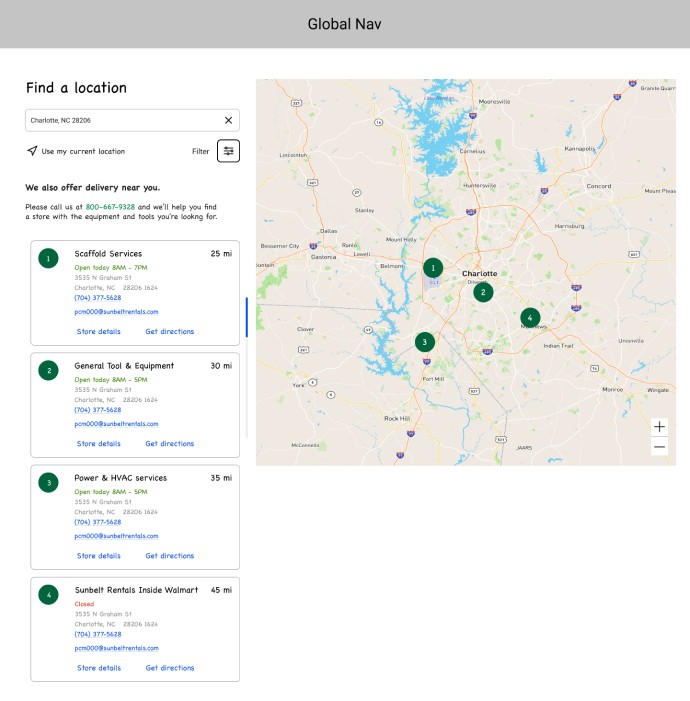 Global Nav
Find a location
Charlotte, NC 28206
Use my current location
Filter
We also offer delivery near you.
Please call us at 800-667-9328 and we'll help you find
a store with the equipment and tools you're lookng for.
1
Scaffold Services
25 mi
Open today 8AM - 7PM
3535 N Graham St
Charlotte, NC 28206 1624
(704) 377-5628
pcm000@sunbeltrentals.com
Store details
Get directions
2
General Tool & Equipment
30 mi
Open today 8AM - 5PM
3535 N Graham St
Charlotte, NC 28206 1624
(704) 377-5628
pcm000@sunbeltrentals.com
Store details
Get directions
3
Power & HVAC services
35 mi
Open today 8AM - 5PM
3535 N Graham St
Charlotte, NC 28206 1624
(704) 377-5628
pcm000@sunbeltrentals.com
Store details
Get directions
4
Sunbelt Rentals Inside Walmart
45 mi
Closed
3535 N Graham St
Charlotte, NC 28206 1624
(704) 377-5628
pcm000@sunbeltrentals.com
Store details
Get directions
Granite Quarr
Lake Norman
Mooresville
Lincolnton
Cornelius
Kannapolis
Huntersville
Concord
Mount Pleas
Stanley
Dallas
Harrisburg
Bessemer City
Ranlo
Mount Holly
Gastonia
Lowell
Belmont
Charlotte
1
2
4
3
Clover
Indian Trail
Unionville
Fort Mill
York
Monroe
Wingate
Rock Hill
McConnells
JAARS